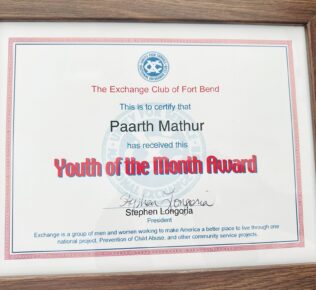 The Exchange Club of Fort Bend
This is to certify that
Paarth Mathur
has received this
Youth of the Month Award
Stephen Longoria
Stephen Longoria
President
Exchange is a group of men and women working to make America a better place to live through one
national project, Prevention of Child Abuse, and other community service projects.